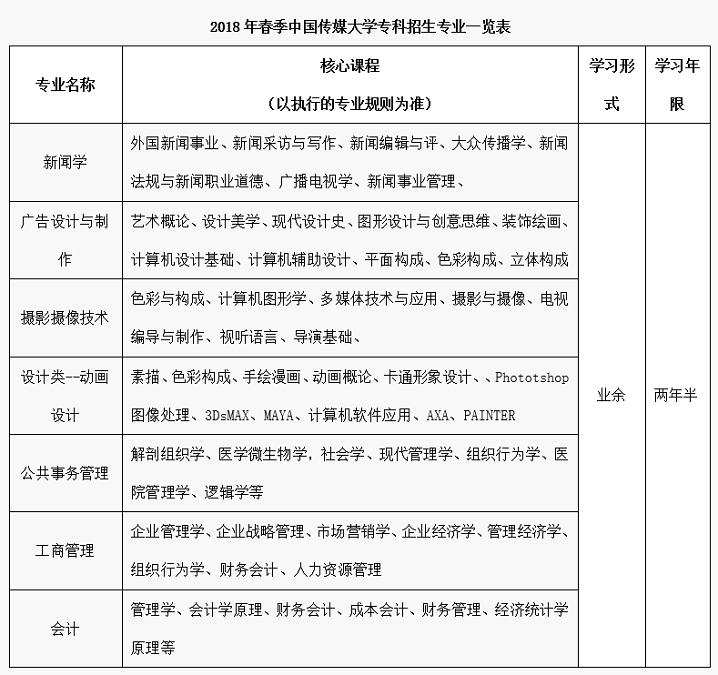 2018年春季中国传媒大学专科招生专业一览表
专业名称
核心课程
（以执行的专业规则为准）
学习形
式
学习年
限
新闻学
外国新闻事业、新闻采访与写作、新闻编辑与评、大众传播学、新闻
法规与新闻职业道德、广播电视学、新闻事业管理、
广告设计与制
作
艺术概论、设计美学、现代设计史、图形设计与创意思维、装饰绘画、
计算机设计基础、计算机辅助设计、平面构成、色彩构成、立体构成
摄影摄像技术
色彩与构成、计算机图形学、多媒体技术与应用、摄影与摄像、电视
编导与制作、视听语言、导演基础、
设计类--动画
设计
素描、色彩构成、手绘漫画、动画概论、卡通形象设计、、Phototshop
图像处理、3DsMAX、MAYA、计算机软件应用、AXA、PAINTER
公共事务管理
解剖组织学、医学微生物学，社会学、现代管理学、组织行为学、医
院管理学、逻辑学等
工商管理
企业管理学、企业战略管理、市场营销学、企业经济学、管理经济学、
组织行为学、财务会计、人力资源管理
会计
管理学、会计学原理、财务会计、成本会计、财务管理、经济统计学
原理等
业余
两年半